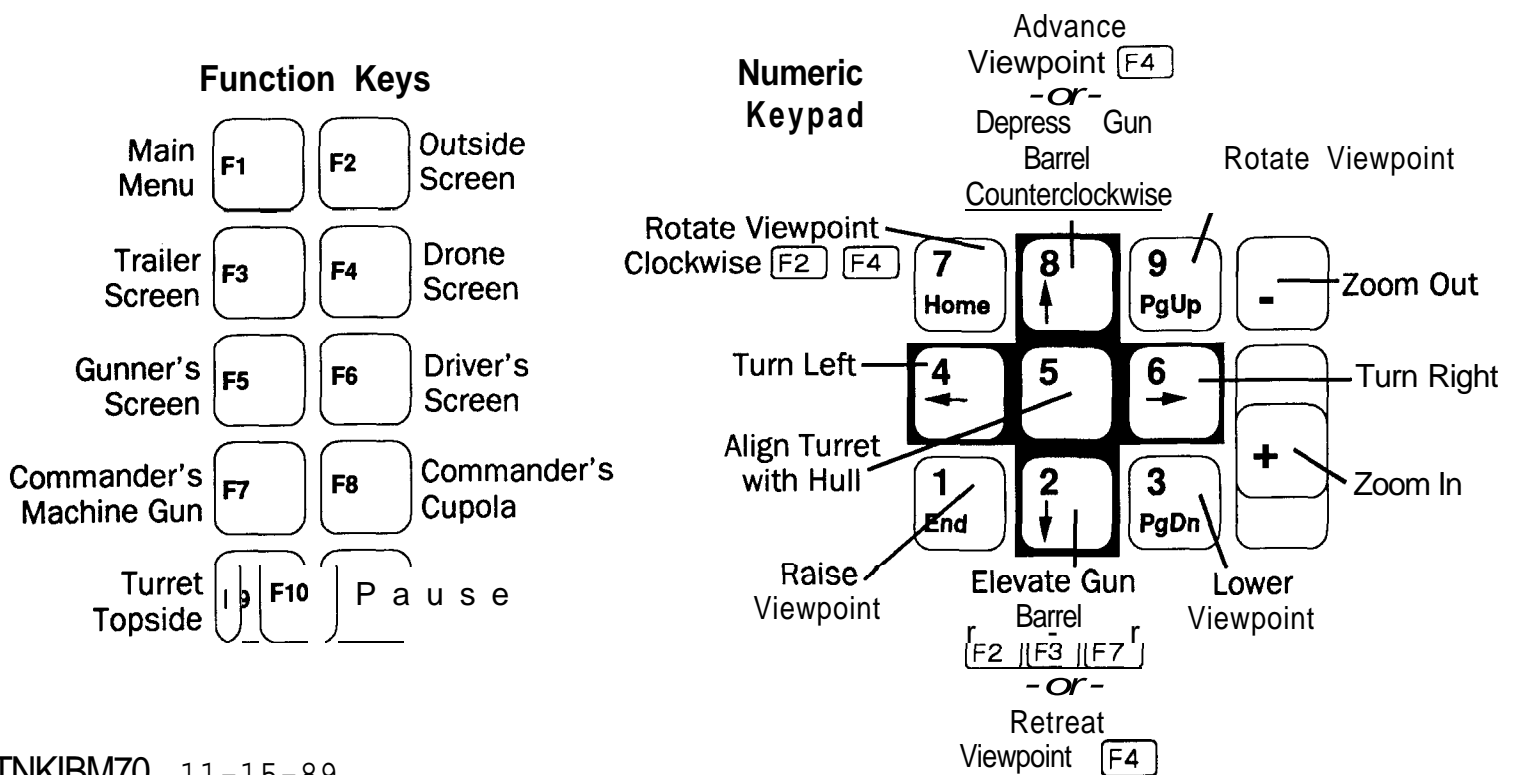 Function Keys
Main
Menu
F1
F2
Outside
Screen
Trailer
Screen
F3
F4
Drone
Screen
Gunner's
Screen
F5
F6
Driver's
Screen
Commander's
Machine Gun
F7
F8
Commander's
Cupola
Turret
Topside
9
F10
Pause
Numeric
Keypad
Advance
Viewpoint F4
-or-
Depress Gun
Barrel
Counterclockwise
Rotate Viewpoint
Rotate Viewpoint
Clockwise F2 F4
7
Home
8
9
PgUp
-
Zoom Out
Turn Left
4
5
6
Turn Right
Align Turret
with Hull
1
End
2
3
PgDn
+
Zoom In
Raise
Viewpoint
Elevate Gun
Barrel
F2 F3 F7
-or-
Retreat
Viewpoint F4
Lower
Viewpoint
TNKIBM70 11-15-89